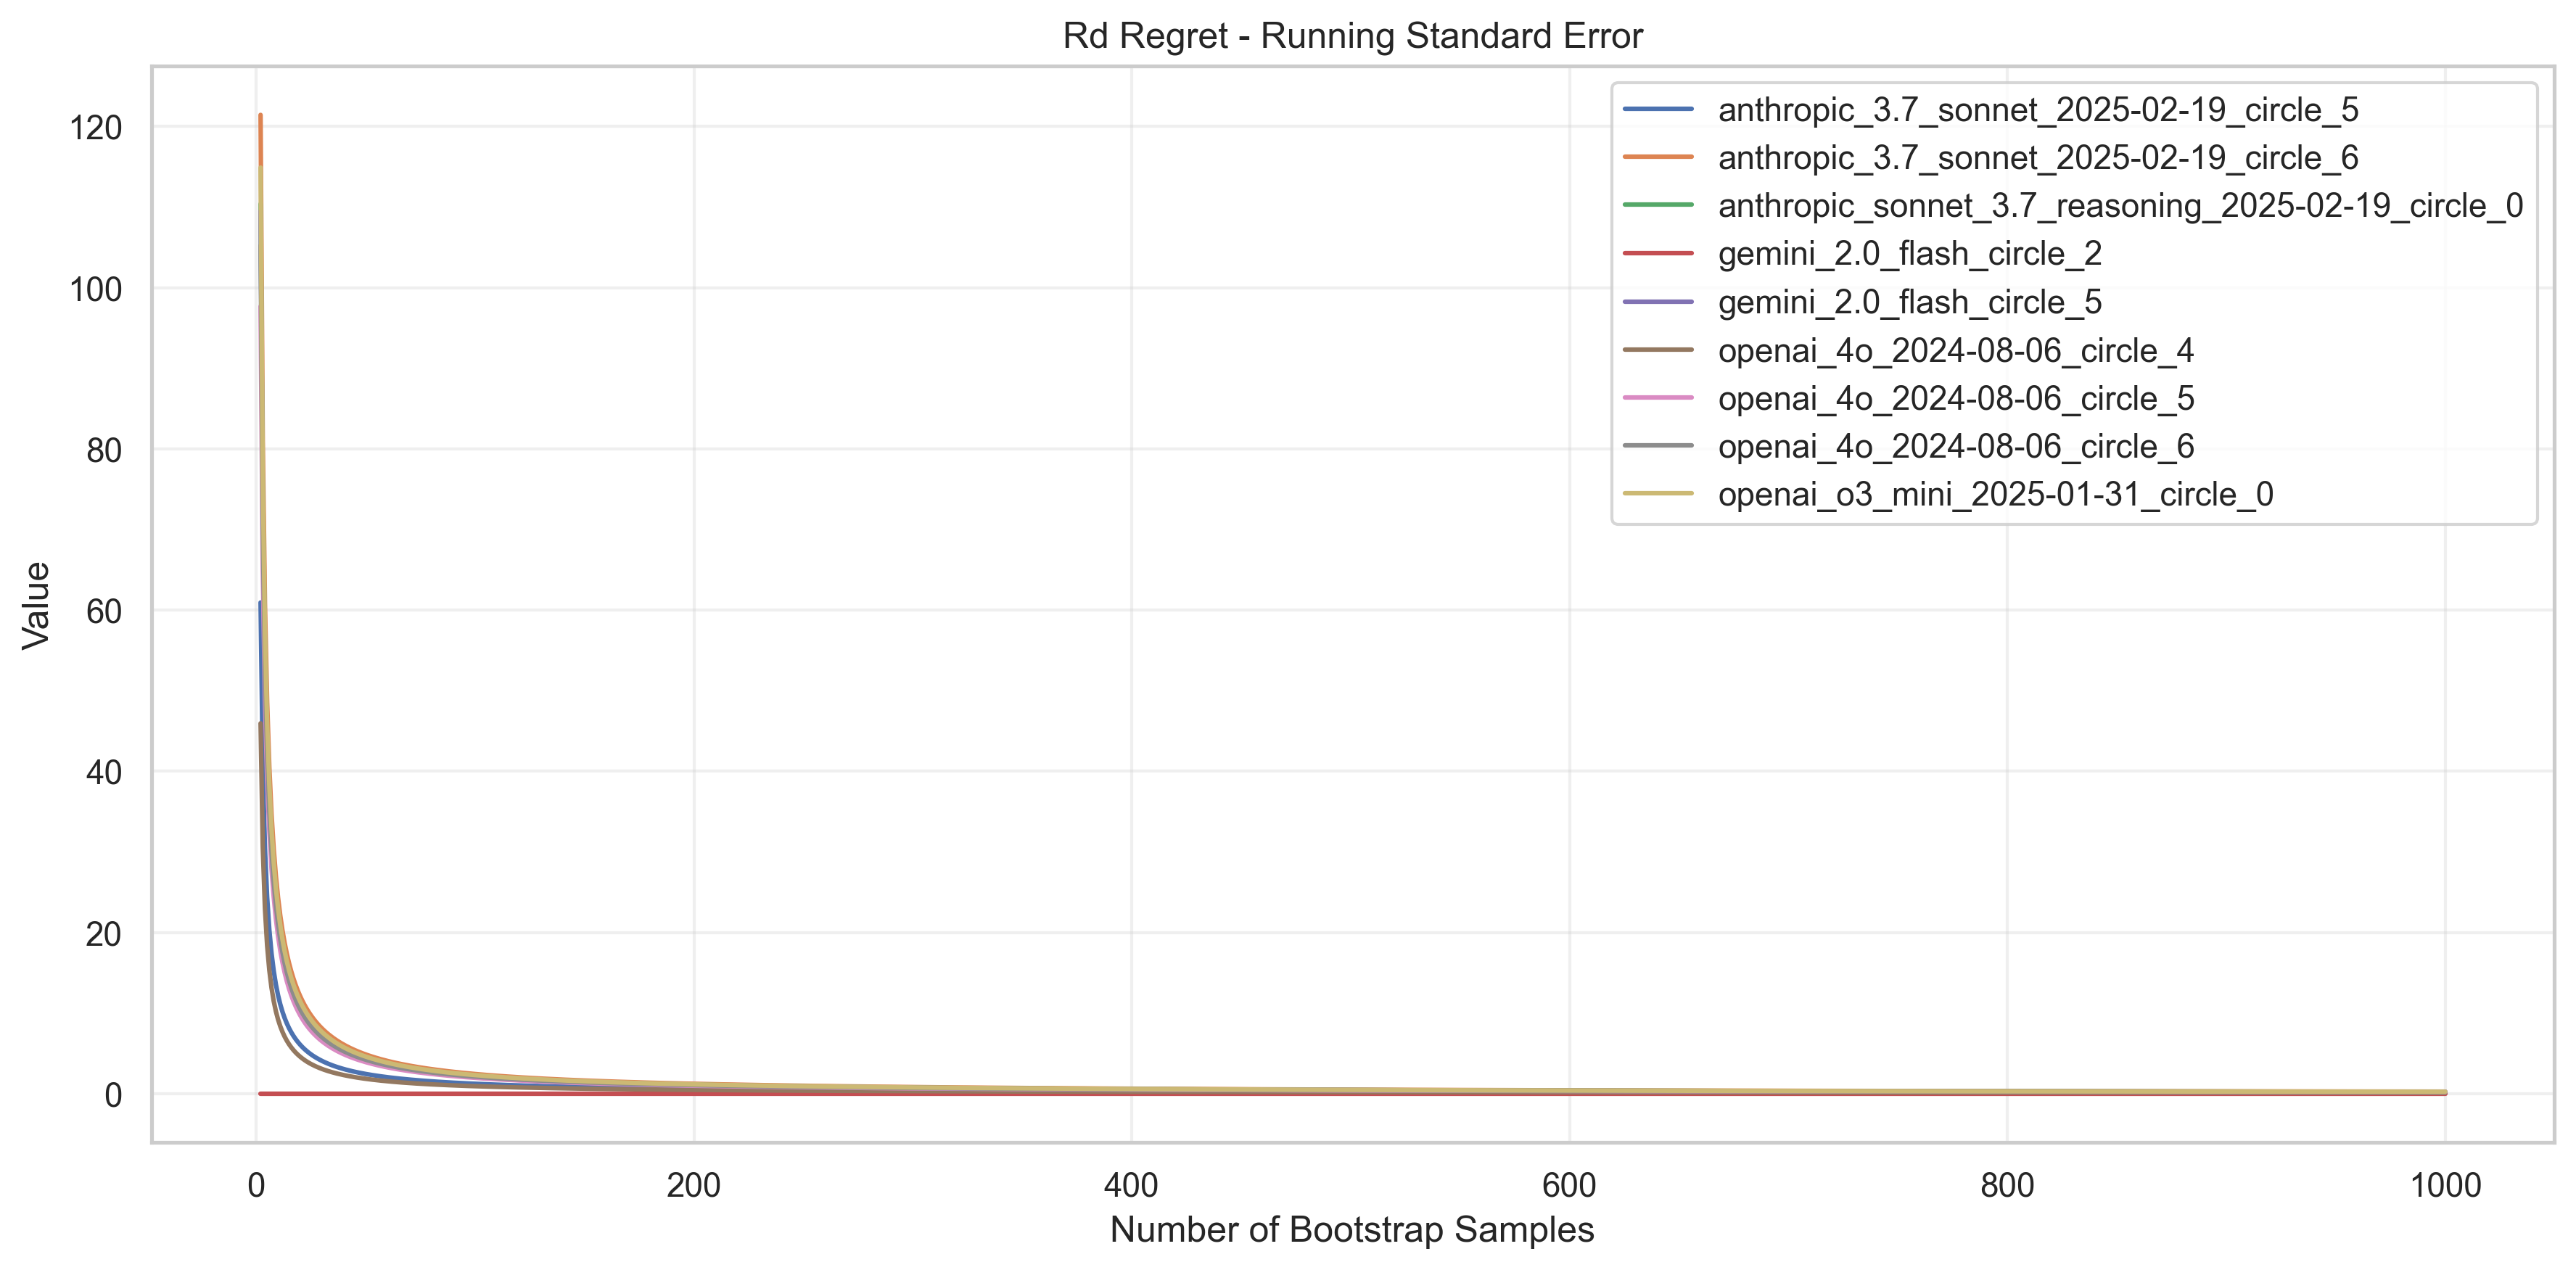 Rd Regret - Running Standard Error
120
100
80
60
40
20
0
Value
anthropic_3.7_sonnet_2025-02-19_circle_5
anthropic_3.7_sonnet_2025-02-19_circle_6
anthropic_sonnet_3.7_reasoning_2025-02-19_circle_0
gemini_2.0_flash_circle_2
gemini_2.0_flash_circle_5
openai_4o_2024-08-06_circle_4
openai_4o_2024-08-06_circle_5
openai_4o_2024-08-06_circle_6
openai_o3_mini_2025-01-31_circle_0
0 200 400 600 800 1000
Number of Bootstrap Samples